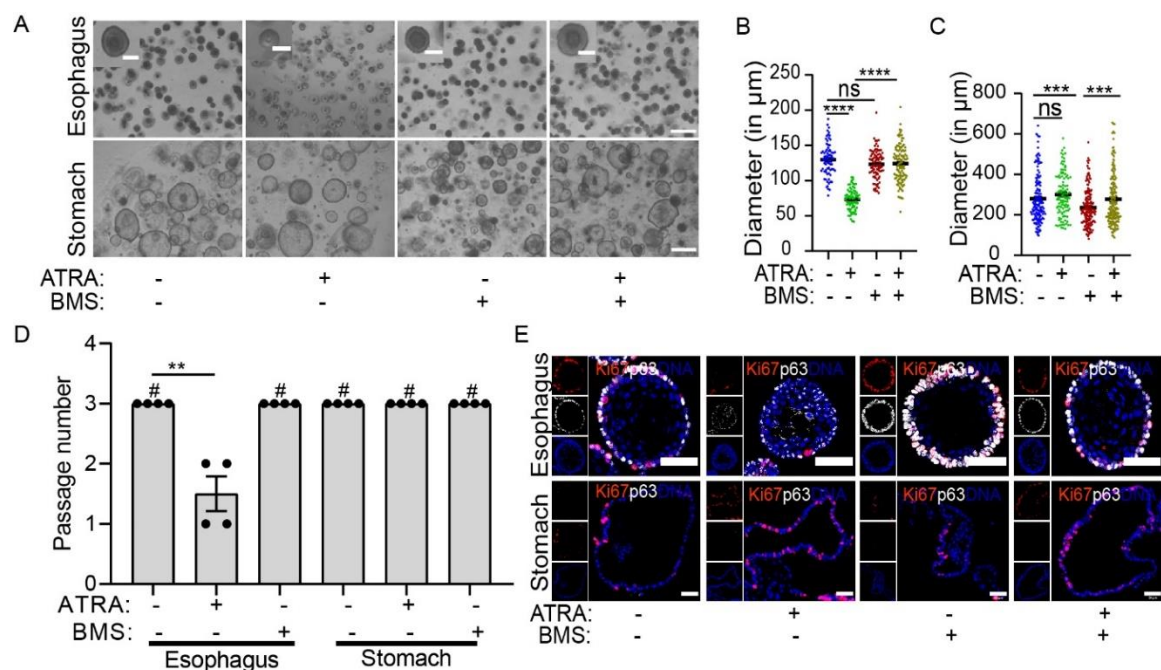 A
Esophagus
Stomach
ATRA: - + - +
BMS: - - + +
B
Diameter (in µm)
250
200
150
100
50
0
****
ns
****
ATRA: - + - +
BMS: - - + +
C
Diameter (in µm)
800
600
400
200
0
***
***
ns
ATRA: - + - +
BMS: - - + +
D
Passage number
4
3
2
1
0
**
# # # # #
ATRA: - + - - + -
BMS: - - + - - +
Esophagus Stomach
E
Esophagus
Ki67p63DNA Ki67p63DNA Ki67p63DNA Ki67p63DNA
Stomach
Ki67p63DNA Ki67p63DNA Ki67p63DNA Ki67p63DNA
ATRA: - + - +
BMS: - - + +